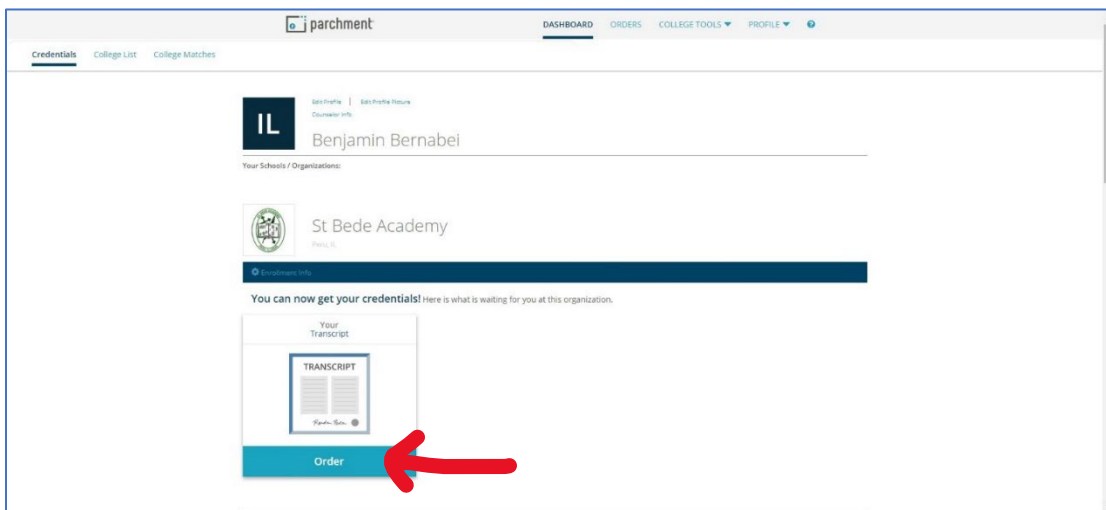 parchment
DASHBOARD ORDERS COLLEGE TOOLS PROFILE
Credentials College List College Matches
Edit Profile | Edit Profile Picture
Counselor Info
IL
Benjamin Bernabei
Your Schools / Organizations:
St Bede Academy
Peru, IL
Enrollment Info
You can now get your credentials! Here is what is waiting for you at this organization.
Your
Transcript
TRANSCRIPT
Order